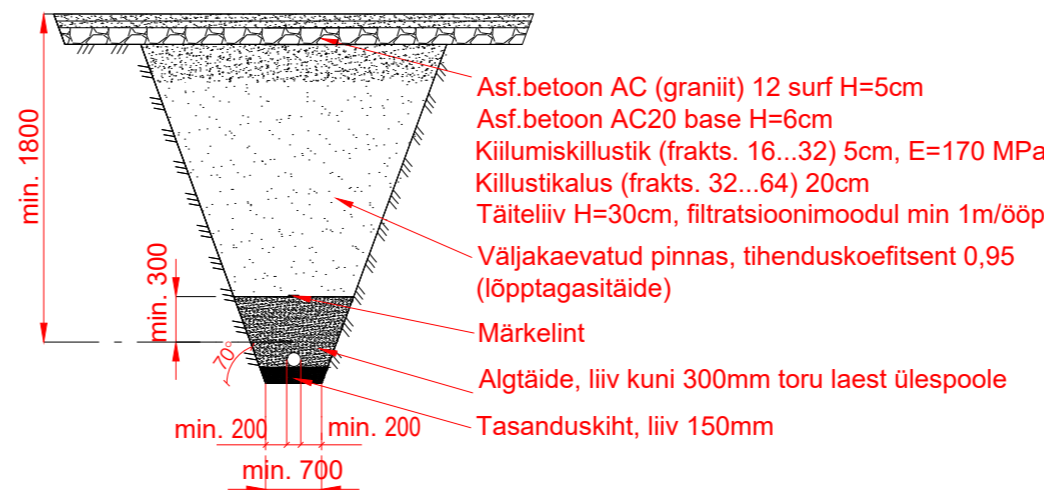 Asf.betoon AC (graniit) 12 surf H=5cm
Asf.betoon AC20 base H=6cm
Kiilumiskillustik (frakts. 16...32) 5cm, E=170 MPa
Killustikalus (frakts. 32...64) 20cm
Täiteliiv H=30cm, filtratsioonimoodul min 1m/ööp
Väljakaevatud pinnas, tihenduskoefitsent 0,95
(lõpptagasitäide)
Märkelint
Algtäide, liiv kuni 300mm toru laest ülespoole
Tasanduskiht, liiv 150mm
min. 1800
min. 300
70°
min. 200
min. 200
min. 700